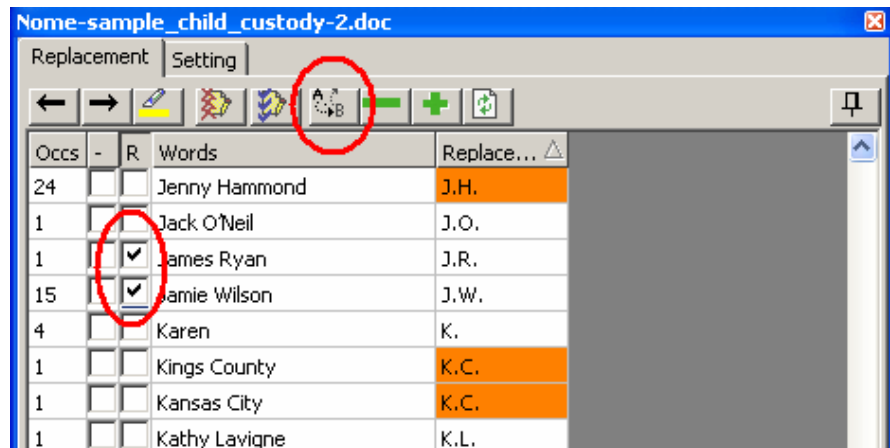 Nome-sample_child_custody-2.doc
Replacement Setting
A B
Occs - R Words Replace...
24 Jenny Hammond J.H.
1 Jack O'Neil J.O.
1 James Ryan J.R.
15 Jamie Wilson J.W.
4 Karen K.
1 Kings County K.C.
1 Kansas City K.C.
1 Kathy Lavigne K.L.